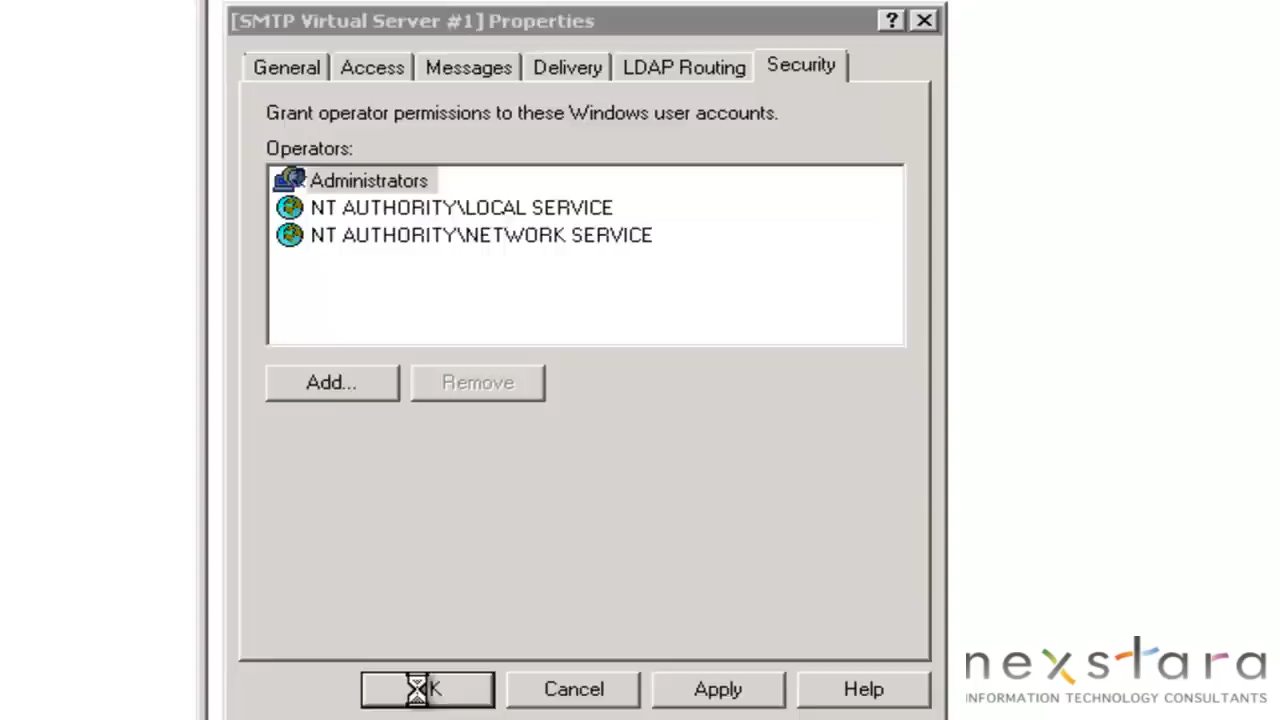 [SMTP Virtual Server #1] Properties
General Access Messages Delivery LDAP Routing Security
Grant operator permissions to these Windows user accounts.
Operators:
Administrators
NT AUTHORITY\LOCAL SERVICE
NT AUTHORITY\NETWORK SERVICE
Add... Remove
K Cancel Apply Help
nexstara
INFORMATION TECHNOLOGY CONSULTANTS